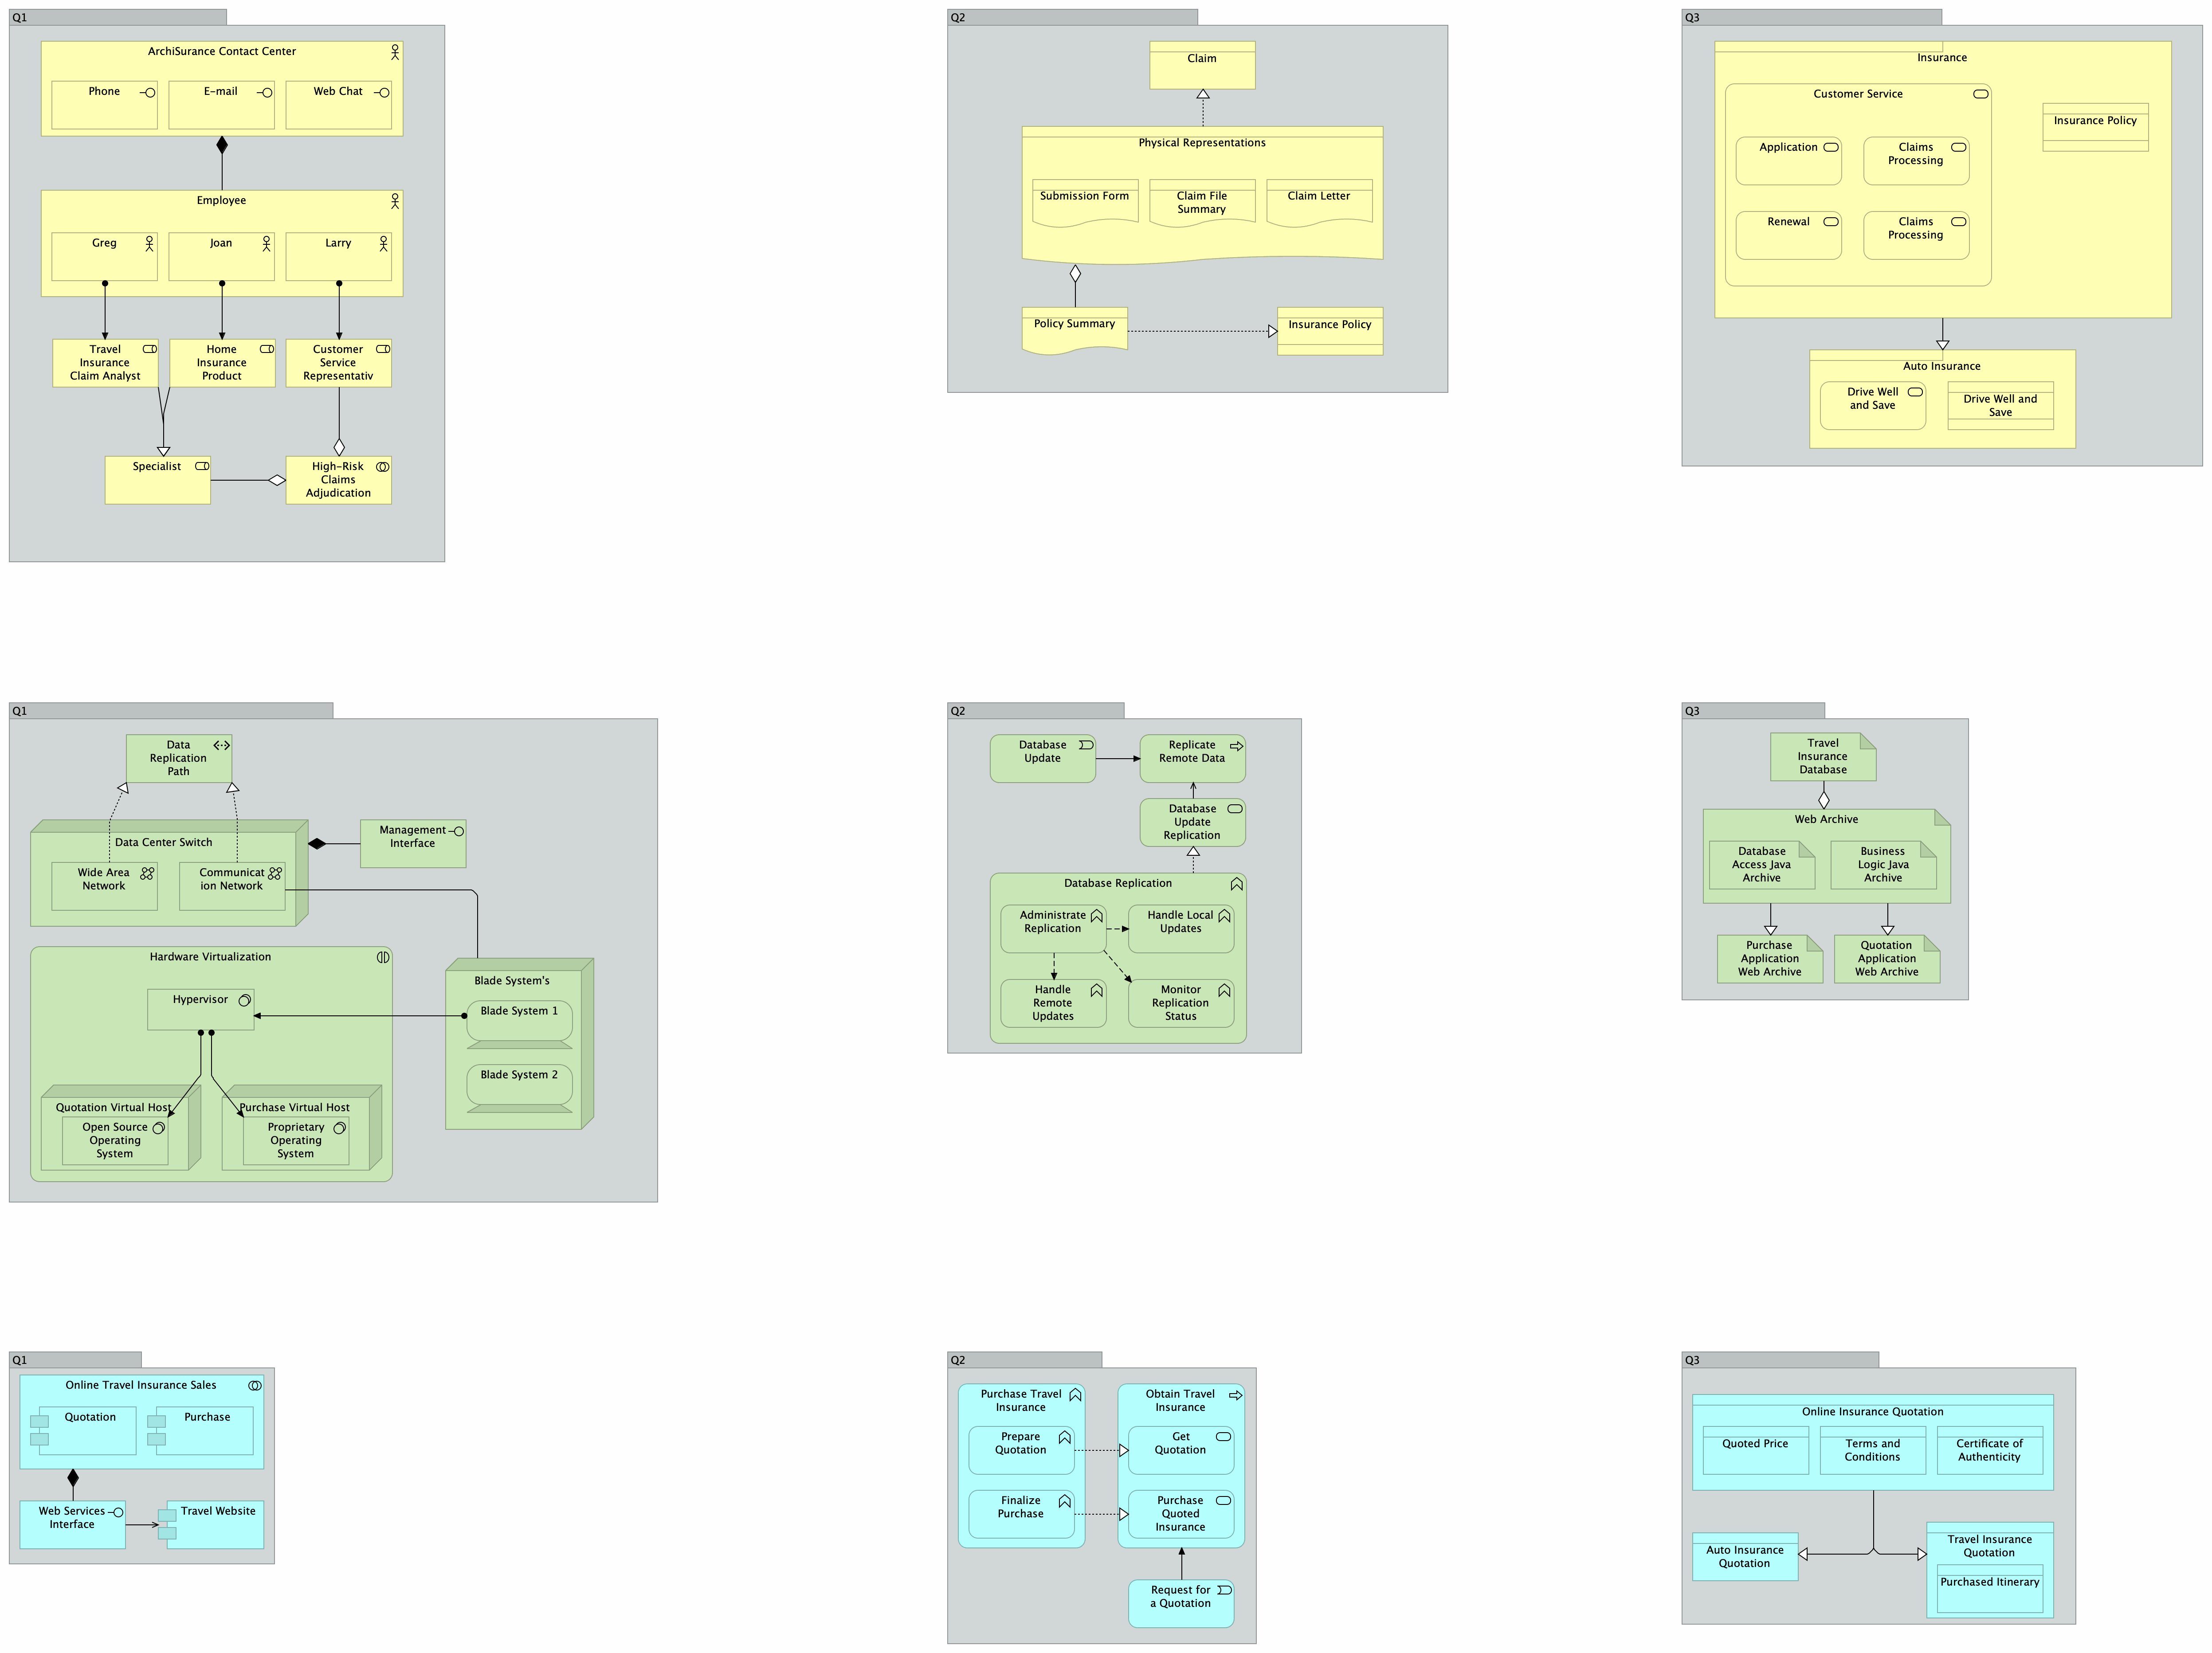 Q1
ArchiSurance Contact Center
Phone
E-mail
Web Chat
Employee
Greg
Joan
Larry
Travel
Insurance
Claim Analyst
Home
Insurance
Product
Customer
Service
Representativ
Specialist
High-Risk
Claims
Adjudication
Q2
Claim
Physical Representations
Submission Form
Claim File
Summary
Claim Letter
Policy Summary
Insurance Policy
Q3
Insurance
Customer Service
Application
Claims
Processing
Renewal
Claims
Processing
Insurance Policy
Auto Insurance
Drive Well
and Save
Drive Well and
Save
Q1
Data
Replication
Path
Data Center Switch
Wide Area
Network
Communicat
ion Network
Management
Interface
Hardware Virtualization
Hypervisor
Quotation Virtual Host
Open Source
Operating
System
Purchase Virtual Host
Proprietary
Operating
System
Blade System's
Blade System 1
Blade System 2
Q2
Database
Update
Replicate
Remote Data
Database
Update
Replication
Database Replication
Administrate
Replication
Handle Local
Updates
Handle
Remote
Updates
Monitor
Replication
Status
Q3
Travel
Insurance
Database
Web Archive
Database
Access Java
Archive
Business
Logic Java
Archive
Purchase
Application
Web Archive
Quotation
Application
Web Archive
Q1
Online Travel Insurance Sales
Quotation
Purchase
Web Services
Interface
Travel Website
Q2
Purchase Travel
Insurance
Prepare
Quotation
Finalize
Purchase
Obtain Travel
Insurance
Get
Quotation
Purchase
Quoted
Insurance
Request for
a Quotation
Q3
Online Insurance Quotation
Quoted Price
Terms and
Conditions
Certificate of
Authenticity
Auto Insurance
Quotation
Travel Insurance
Quotation
Purchased Itinerary